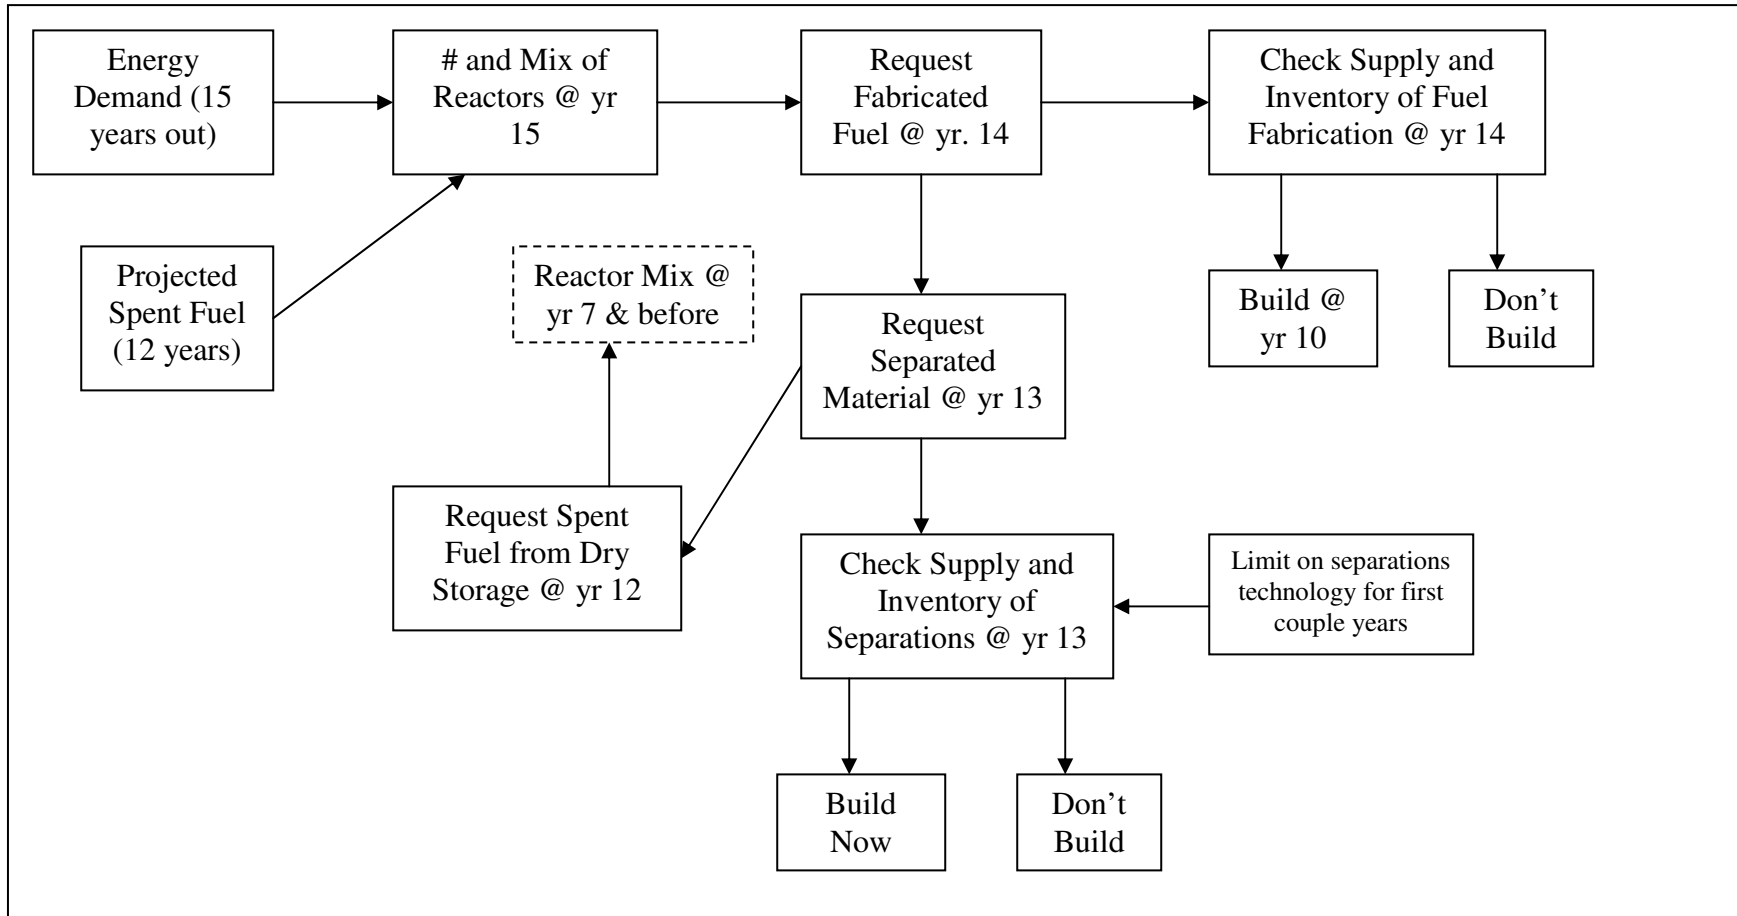 Energy
Demand (15
years out)
# and Mix of
Reactors @ yr
15
Request
Fabricated
Fuel @ yr. 14
Check Supply and
Inventory of Fuel
Fabrication @ yr 14
Projected
Spent Fuel
(12 years)
Reactor Mix @
yr 7 & before
Request
Separated
Material @ yr 13
Build @
yr 10
Don’t
Build
Request Spent
Fuel from Dry
Storage @ yr 12
Check Supply and
Inventory of
Separations @ yr 13
Limit on separations
technology for first
couple years
Build
Now
Don’t
Build